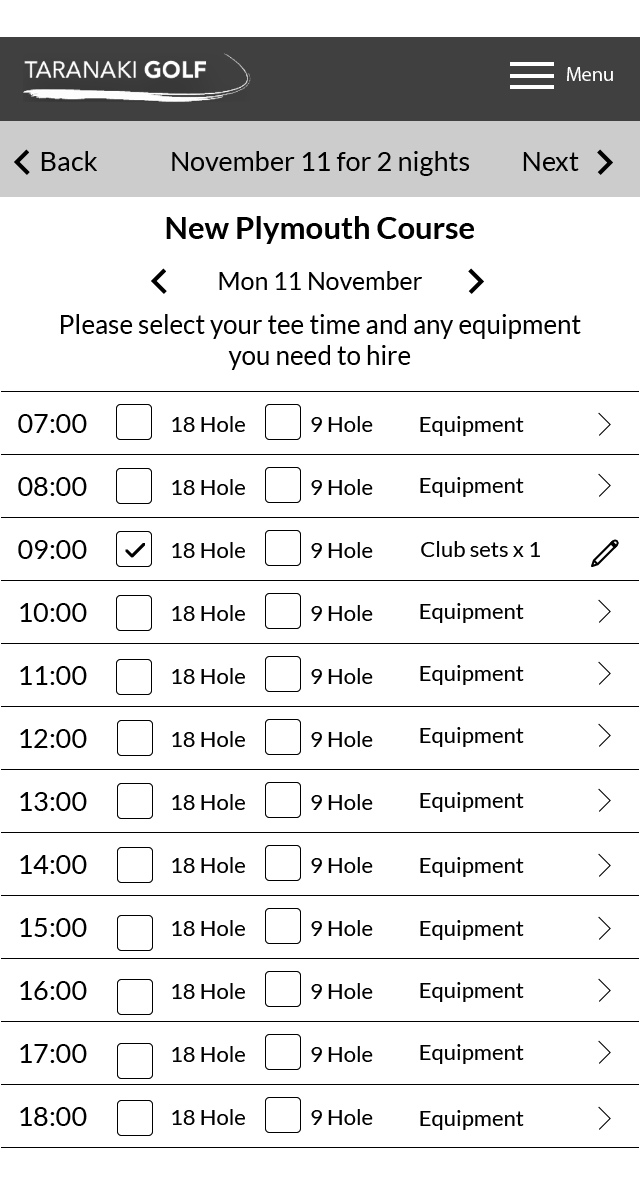 TARANAKI GOLF
Menu
Back November 11 for 2 nights Next
New Plymouth Course
Mon 11 November
Please select your tee time and any equipment
you need to hire
07:00 18 Hole 9 Hole Equipment
08:00 18 Hole 9 Hole Equipment
09:00 18 Hole 9 Hole Club sets x 1
10:00 18 Hole 9 Hole Equipment
11:00 18 Hole 9 Hole Equipment
12:00 18 Hole 9 Hole Equipment
13:00 18 Hole 9 Hole Equipment
14:00 18 Hole 9 Hole Equipment
15:00 18 Hole 9 Hole Equipment
16:00 18 Hole 9 Hole Equipment
17:00 18 Hole 9 Hole Equipment
18:00 18 Hole 9 Hole Equipment